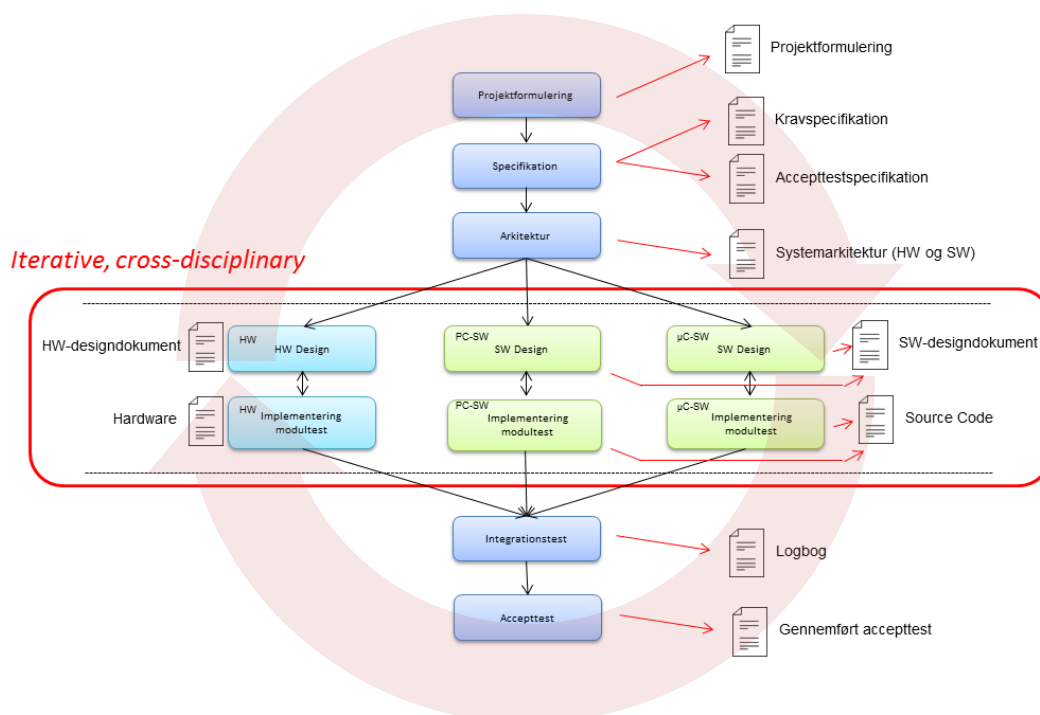 Projektformulering
Projektformulering
Kravspecifikation
Specifikation
Accepttestspecifikation
Arkitektur
Systemarkitektur (HW og SW)
Iterative, cross-disciplinary
HW-designdokument
HW
HW Design
PC-SW
SW Design
µC-SW
SW Design
SW-designdokument
Hardware
HW
Implementering
modultest
PC-SW
Implementering
modultest
µC-SW
Implementering
modultest
Source Code
Integrationstest
Logbog
Accepttest
Gennemført accepttest